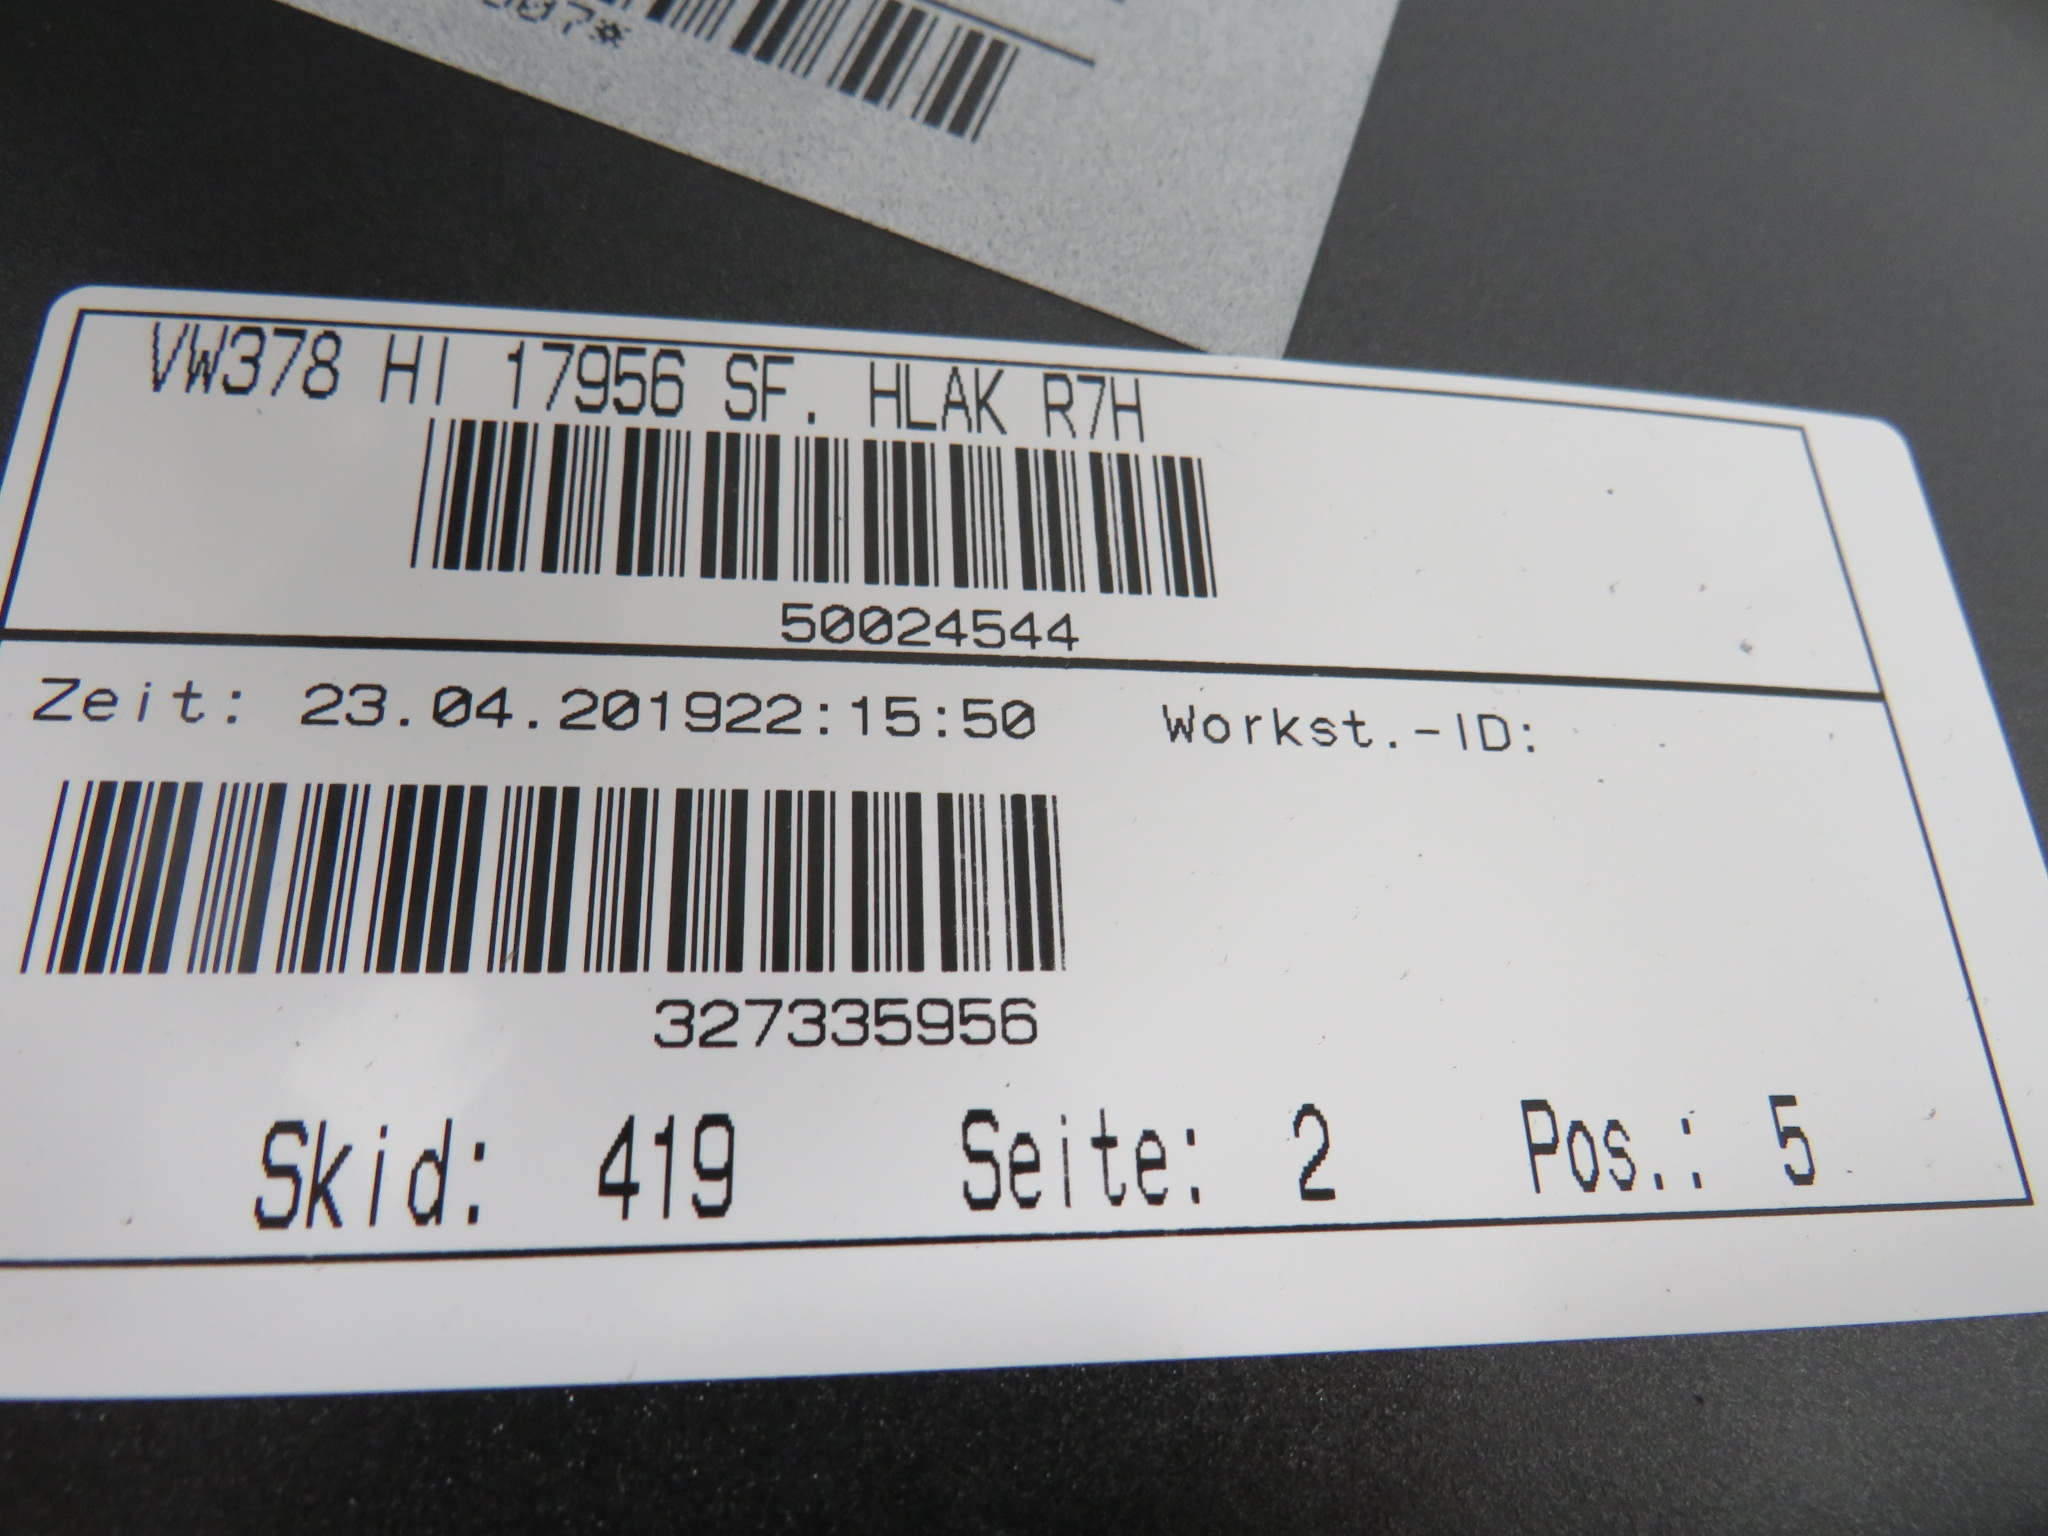 VW378 HI 17956 SF. HLAK R7H
50024544
Zeit: 23.04.201922:15:50 Workst.-ID:
327335956
Skid: 419 Seite: 2 Pos.: 5